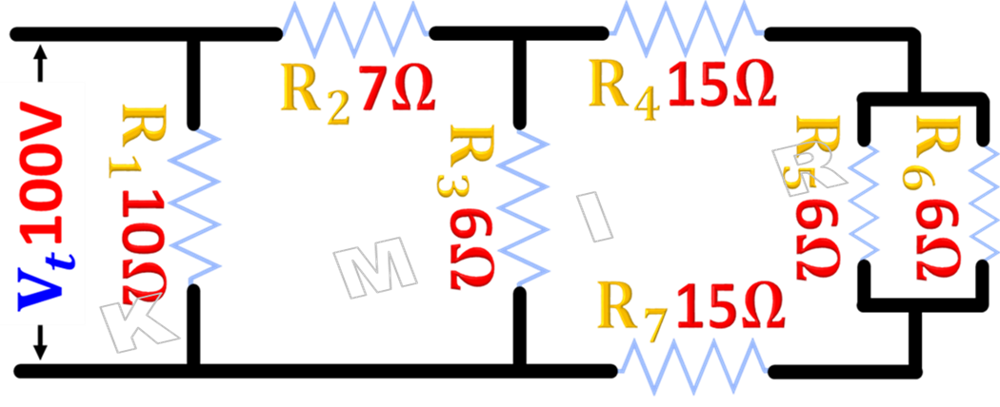 R₂ 7Ω
R₄ 15Ω
Vₜ 100V
R₁ 10Ω
R₃ 6Ω
R₅ 6Ω
R₆ 6Ω
R₇ 15Ω
K M I R